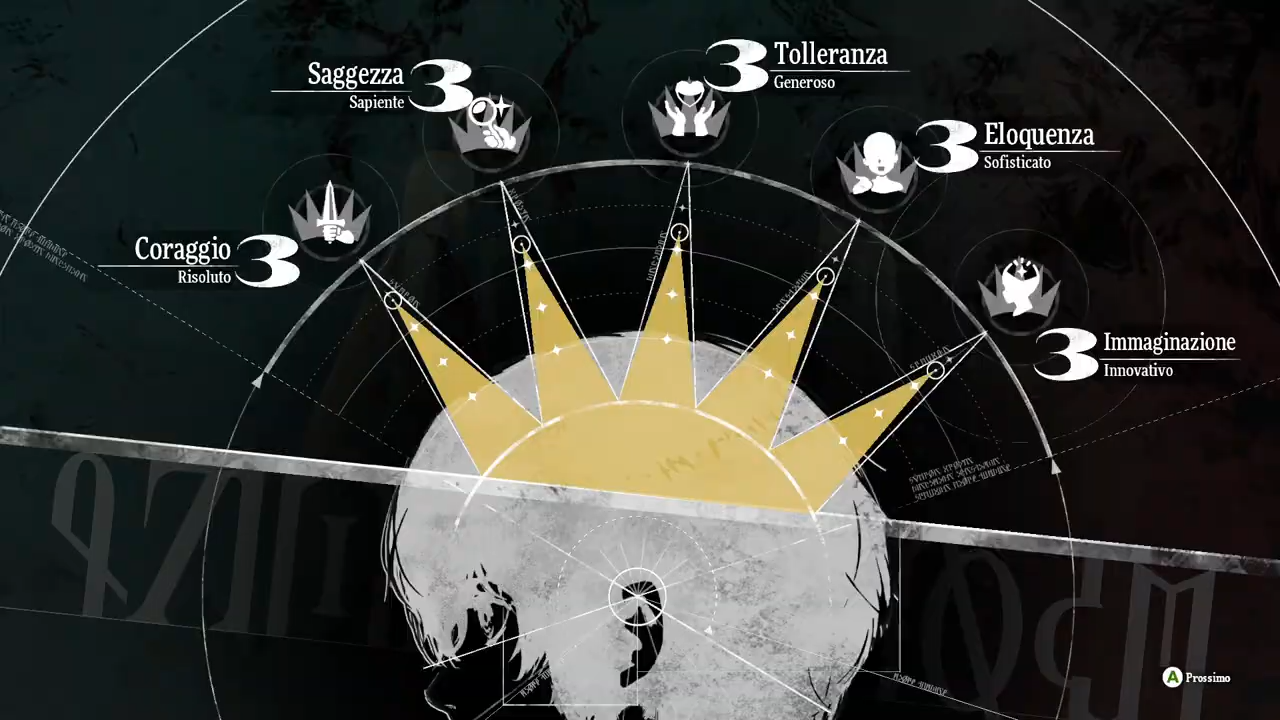 Saggezza
3
Sapiente
Tolleranza
3
Generoso
Eloquenza
3
Sofisticato
Coraggio
3
Risoluto
Immaginazione
3
Innovativo
A Prossimo